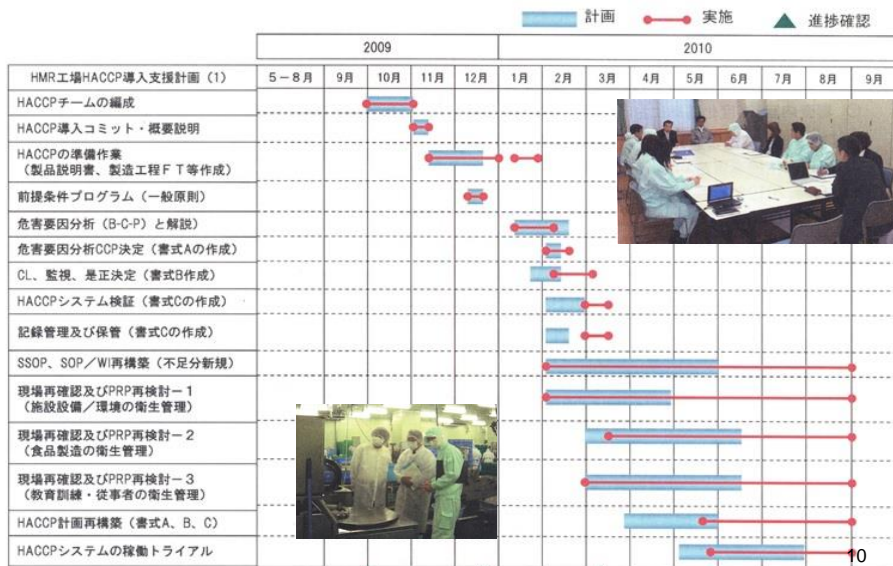 計画 実施 進捗確認
2009 2010
HMR工場HACCP導入支援計画（1） 5－8月 9月 10月 11月 12月 1月 2月 3月 4月 5月 6月 7月 8月 9月
HACCPチームの編成
HACCP導入コミット・概要説明
HACCPの準備作業
（製品説明書、製造工程ＦＴ等作成）
前提条件プログラム（一般原則）
危害要因分析（B-C-P）と解説）
危害要因分析CCP決定（書式Aの作成）
CL、監視、是正決定（書式B作成）
HACCPシステム検証（書式Cの作成）
記録管理及び保管（書式Cの作成）
SSOP、SOP／WI再構築（不足分新規）
現場再確認及びPRP再検討－1
（施設設備／環境の衛生管理）
現場再確認及びPRP再検討－2
（食品製造の衛生管理）
現場再確認及びPRP再検討－3
（教育訓練・従事者の衛生管理）
HACCP計画再構築（書式A、B、C）
HACCPシステムの稼働トライアル
10